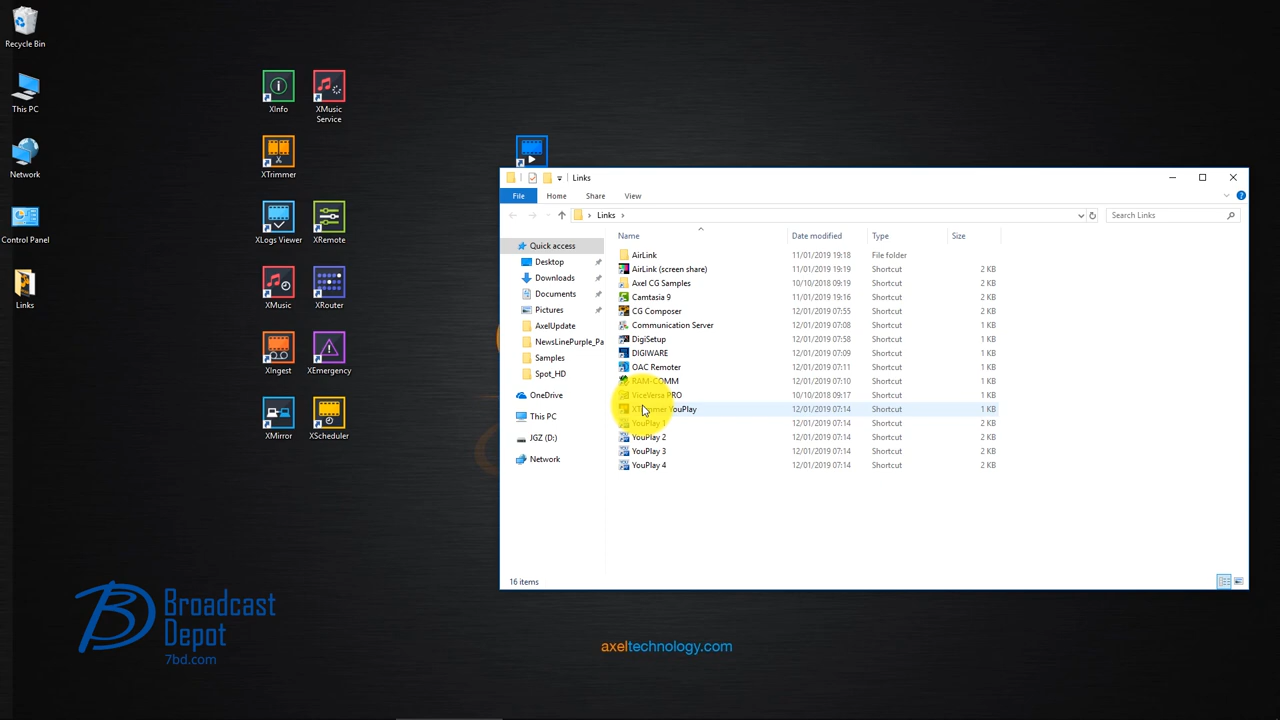 Recycle Bin
This PC
Network
Control Panel
Links
XInfo
XMusic
Service
XTrimmer
XLogs Viewer
XRemote
XMusic
XRouter
XIngest
XEmergency
XMirror
XScheduler
Links
File
Home
Share
View
Links
Search Links
Name
Date modified
Type
Size
Quick access
Desktop
Downloads
Documents
Pictures
AxelUpdate
NewsLinePurple_Pa
Samples
Spot_HD
OneDrive
This PC
JGZ (D:)
Network
AirLink 11/01/2019 19:18 File folder
AirLink (screen share) 11/01/2019 19:19 Shortcut 2 KB
Axel CG Samples 10/10/2018 09:19 Shortcut 2 KB
Camtasia 9 11/01/2019 19:16 Shortcut 2 KB
CG Composer 12/01/2019 07:55 Shortcut 2 KB
Communication Server 12/01/2019 07:08 Shortcut 1 KB
DigiSetup 12/01/2019 07:58 Shortcut 2 KB
DIGIWARE 12/01/2019 07:09 Shortcut 1 KB
OAC Remoter 12/01/2019 07:11 Shortcut 2 KB
RAM-COMM 12/01/2019 07:10 Shortcut 1 KB
ViceVersa PRO 10/10/2018 09:17 Shortcut 1 KB
XTrimmer YouPlay 12/01/2019 07:14 Shortcut 1 KB
YouPlay 1 12/01/2019 07:14 Shortcut 2 KB
YouPlay 2 12/01/2019 07:14 Shortcut 2 KB
YouPlay 3 12/01/2019 07:14 Shortcut 2 KB
YouPlay 4 12/01/2019 07:14 Shortcut 2 KB
16 items
Broadcast
Depot
7bd.com
axeltechnology.com